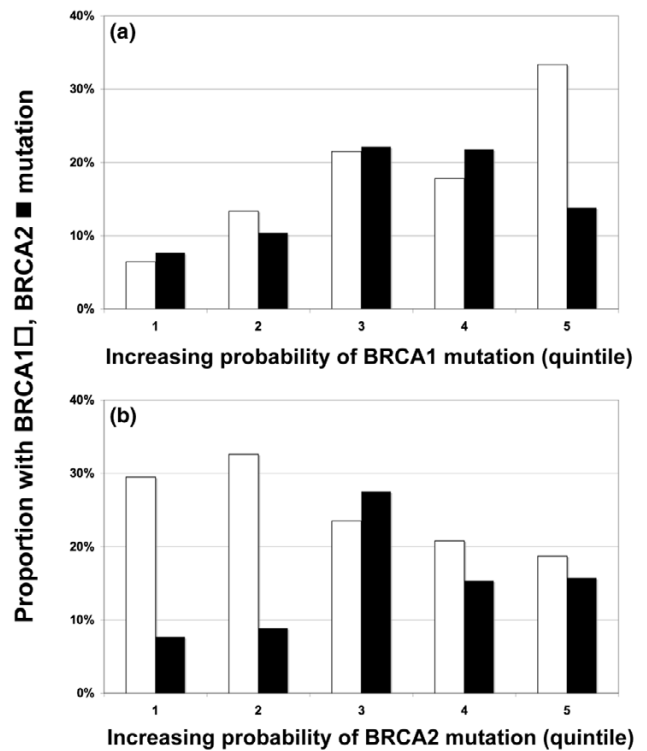 Proportion with BRCA1□, BRCA2 ■ mutation
(a)
40%
30%
20%
10%
0%
1 2 3 4 5
Increasing probability of BRCA1 mutation (quintile)
(b)
40%
30%
20%
10%
0%
1 2 3 4 5
Increasing probability of BRCA2 mutation (quintile)